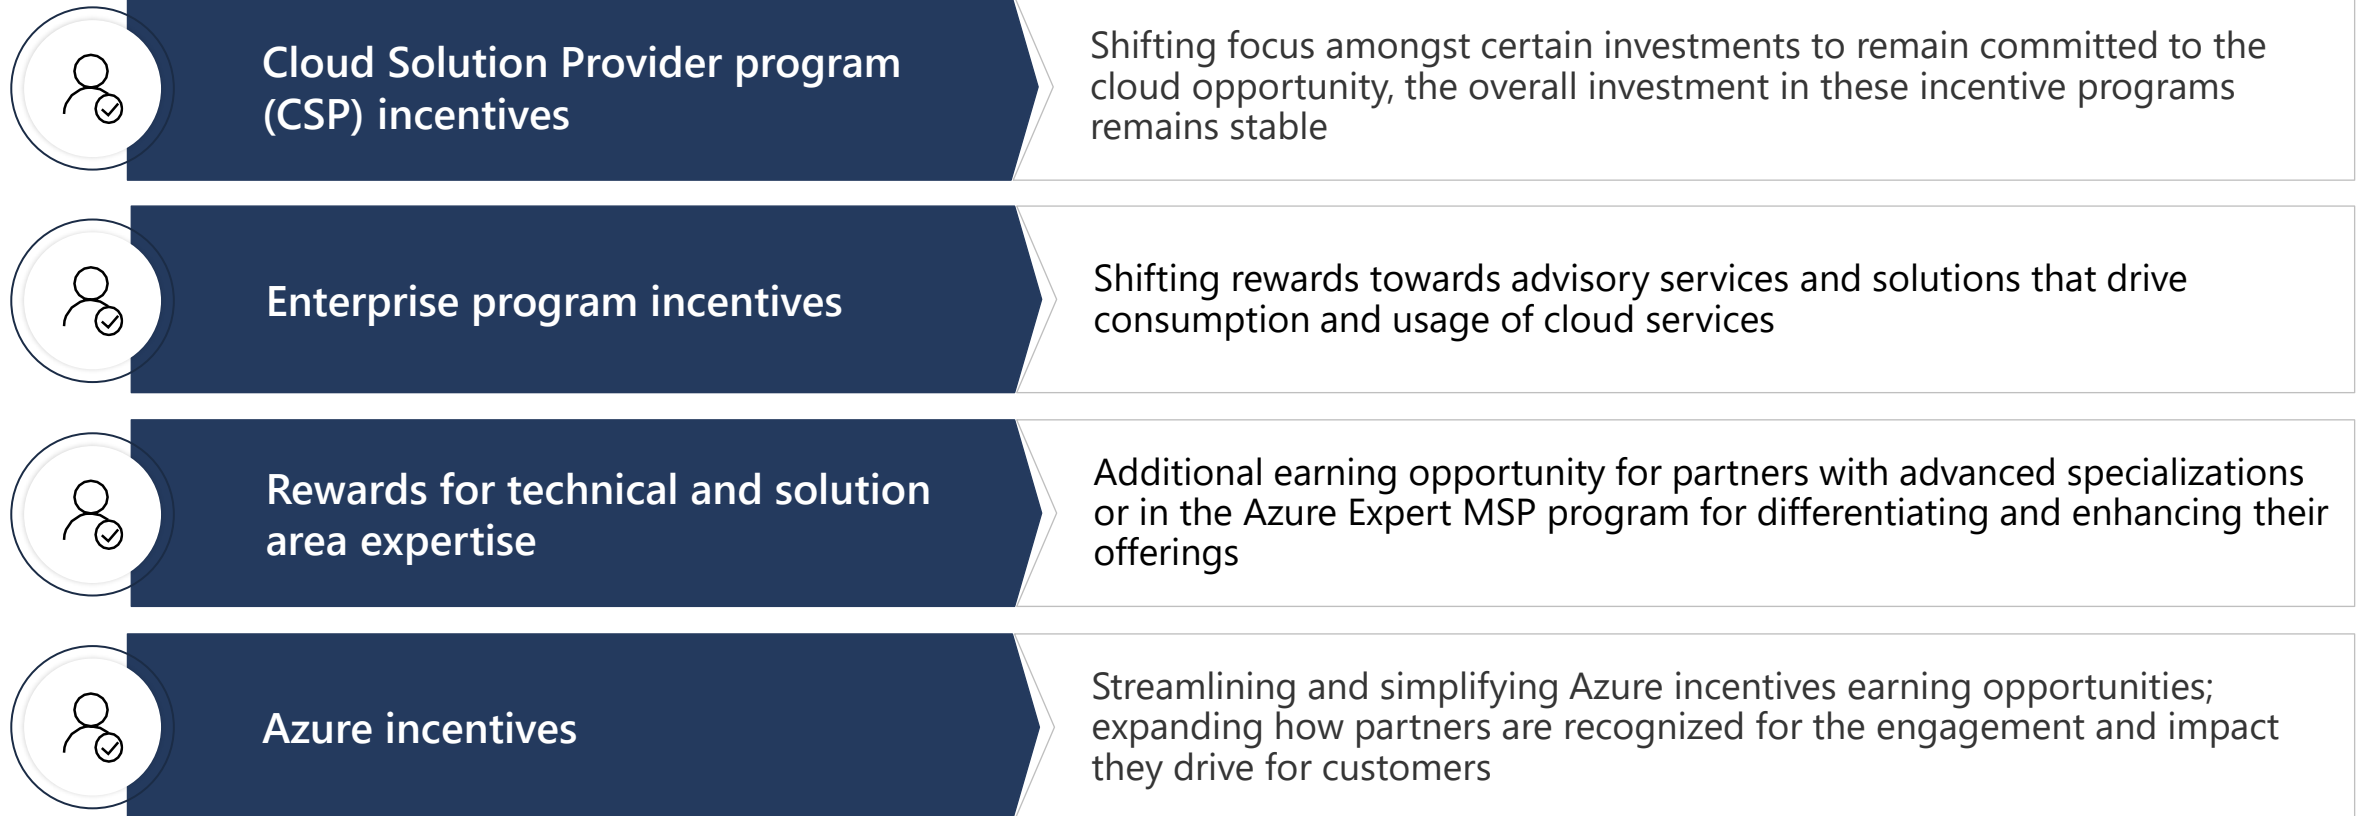 Cloud Solution Provider program
(CSP) incentives
Shifting focus amongst certain investments to remain committed to the
cloud opportunity, the overall investment in these incentive programs
remains stable
Enterprise program incentives
Shifting rewards towards advisory services and solutions that drive
consumption and usage of cloud services
Rewards for technical and solution
area expertise
Additional earning opportunity for partners with advanced specializations
or in the Azure Expert MSP program for differentiating and enhancing their
offerings
Azure incentives
Streamlining and simplifying Azure incentives earning opportunities;
expanding how partners are recognized for the engagement and impact
they drive for customers